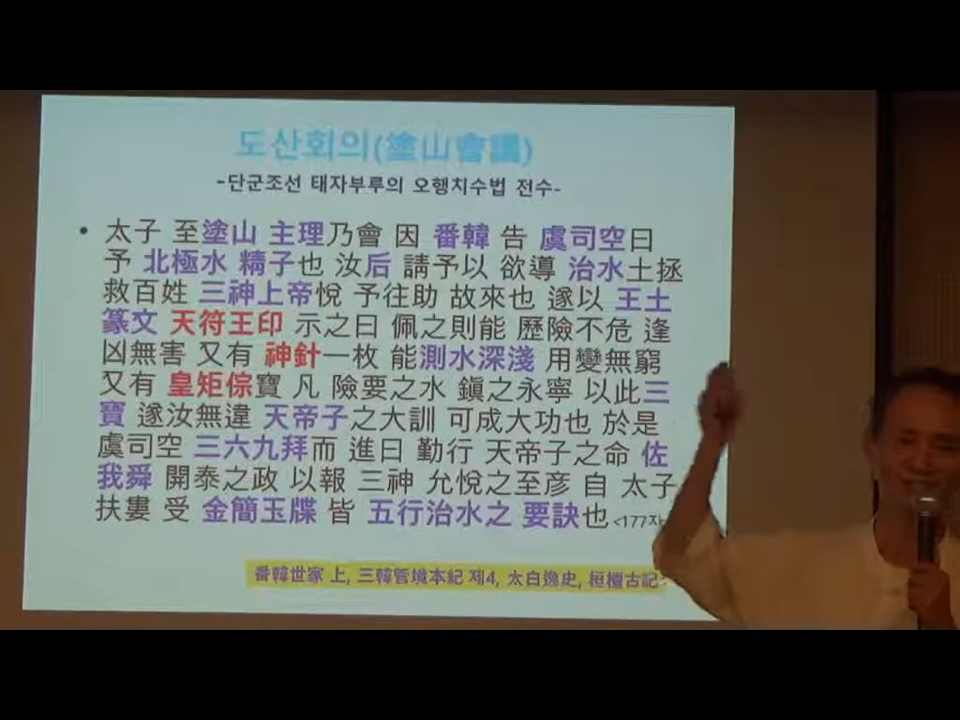 도산회의(塗山會議)
-단군조선 태자부루의 오행치수법 전수-
• 太子 至塗山 主理乃會 因 番韓 告 虞司空曰
予 北極水 精子也 汝后 請予以 欲導 治水土拯
救百姓 三神上帝悅 予往助 故來也 遂以 王土
篆文 天符王印 示之曰 佩之則能 歷險不危 逢
凶無害 又有 神針一枚 能測水深淺 用變無窮
又有 皇矩倧寶 凡 險要之水 鎭之永寧 以此三
寶 遂汝無違 天帝子之大訓 可成大功也 於是
虞司空 三六九拜而 進曰 勤行 天帝子之命 佐
我舜 開泰之政 以報 三神 允悅之至彦 自 太子
扶婁 受 金簡玉牒 皆 五行治水之 要訣也 <177자
番韓世家 上, 三韓管境本紀 제4, 太白逸史, 桓檀古記